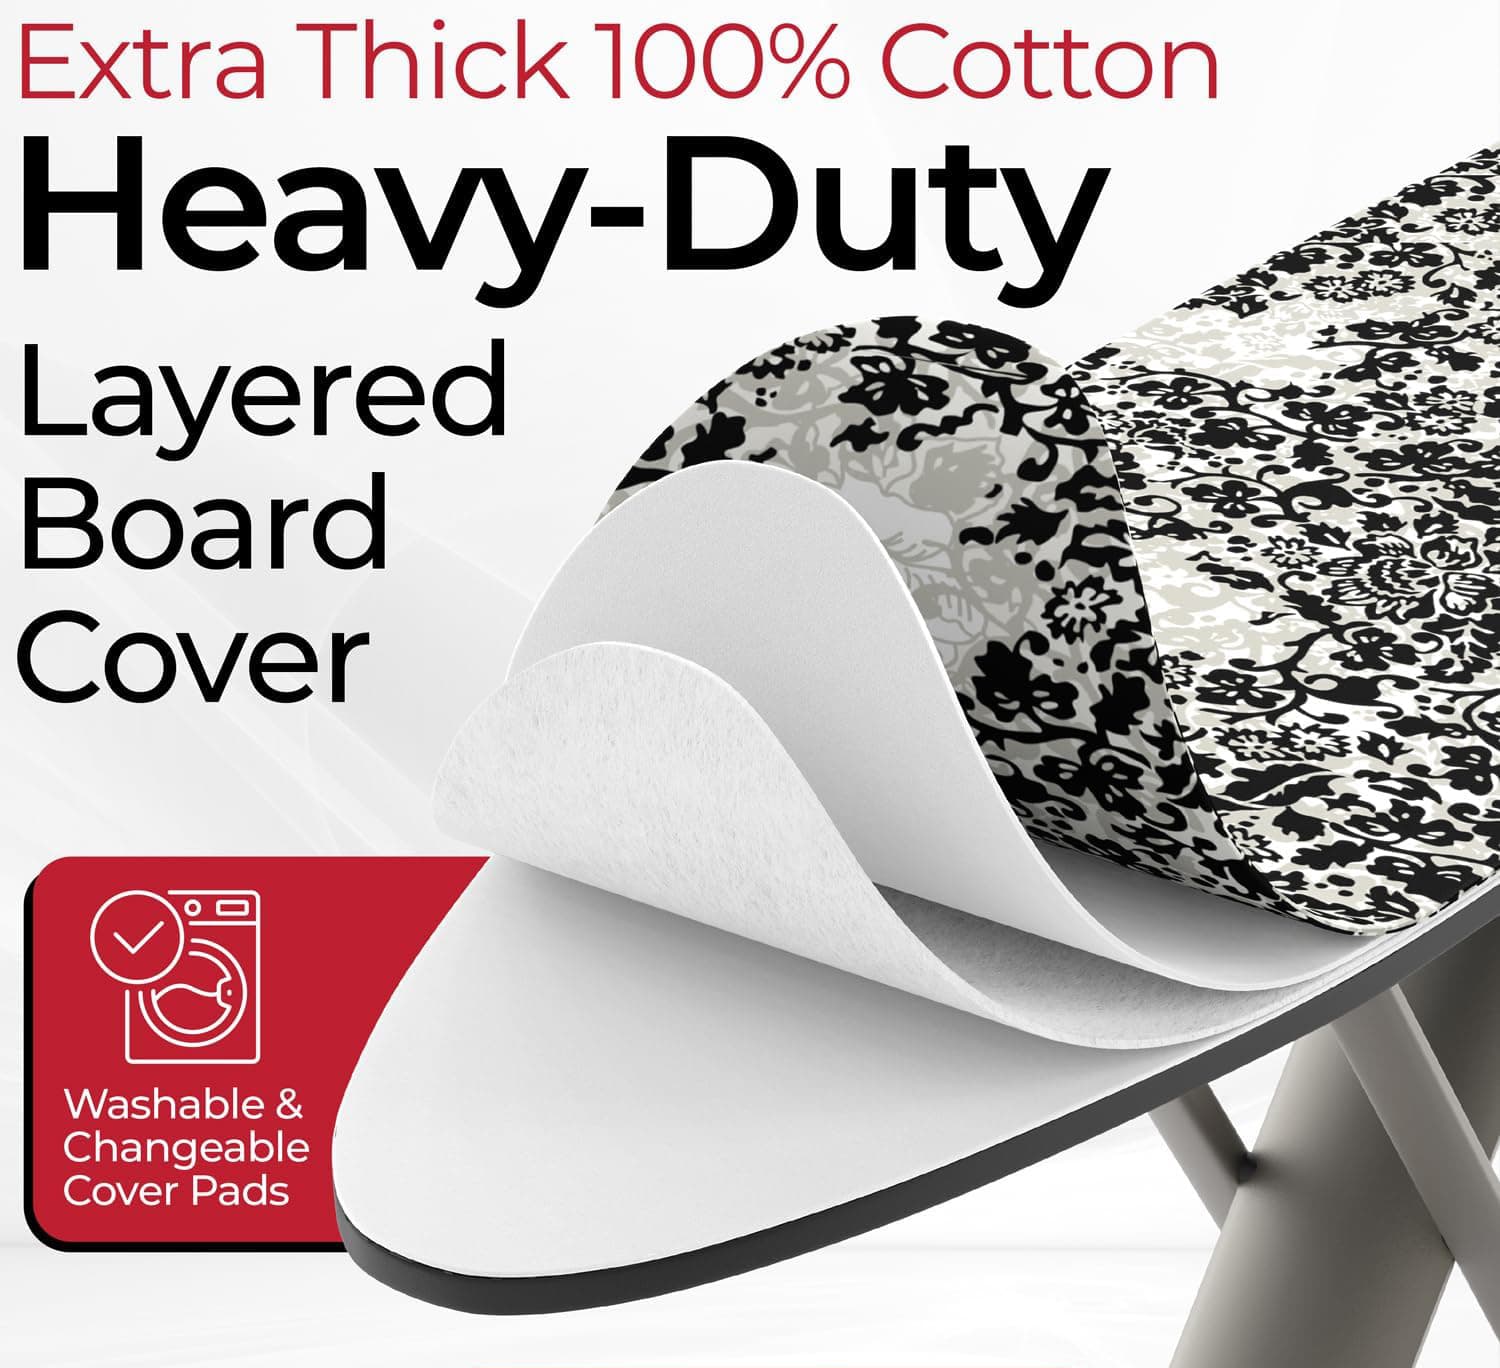 Extra Thick 100% Cotton
Heavy-Duty
Layered
Board
Cover
Washable &
Changeable
Cover Pads